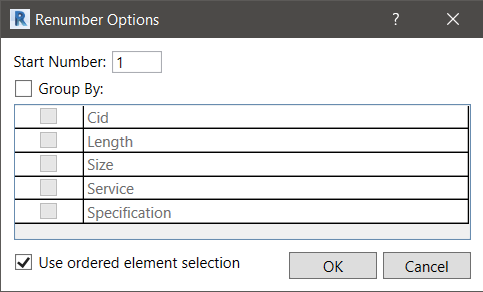 Renumber Options
Start Number: 1
Group By:
Cid
Length
Size
Service
Specification
Use ordered element selection
OK Cancel